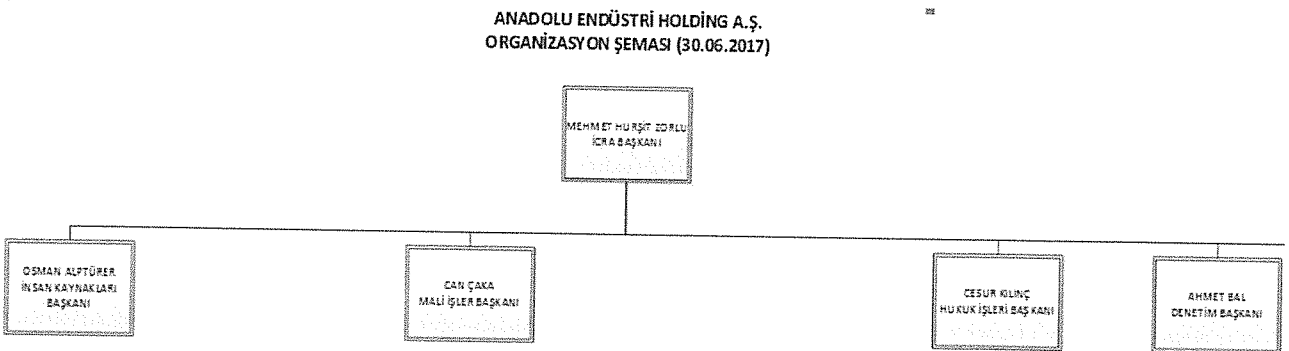 ANADOLU ENDÜSTRİ HOLDİNG A.Ş.
ORGANİZASYON ŞEMASI (30.06.2017)
MEHMET HURŞİT ZORLU
İCRA BAŞKANI
OSMAN ALPTÜRER
İNSAN KAYNAKLARI
BAŞKANI
CAN ÇAKA
MALİ İŞLER BAŞKANI
CESUR KILINÇ
HUKUK İŞLERİ BAŞKANI
AHMET BAL
DENETİM BAŞKANI